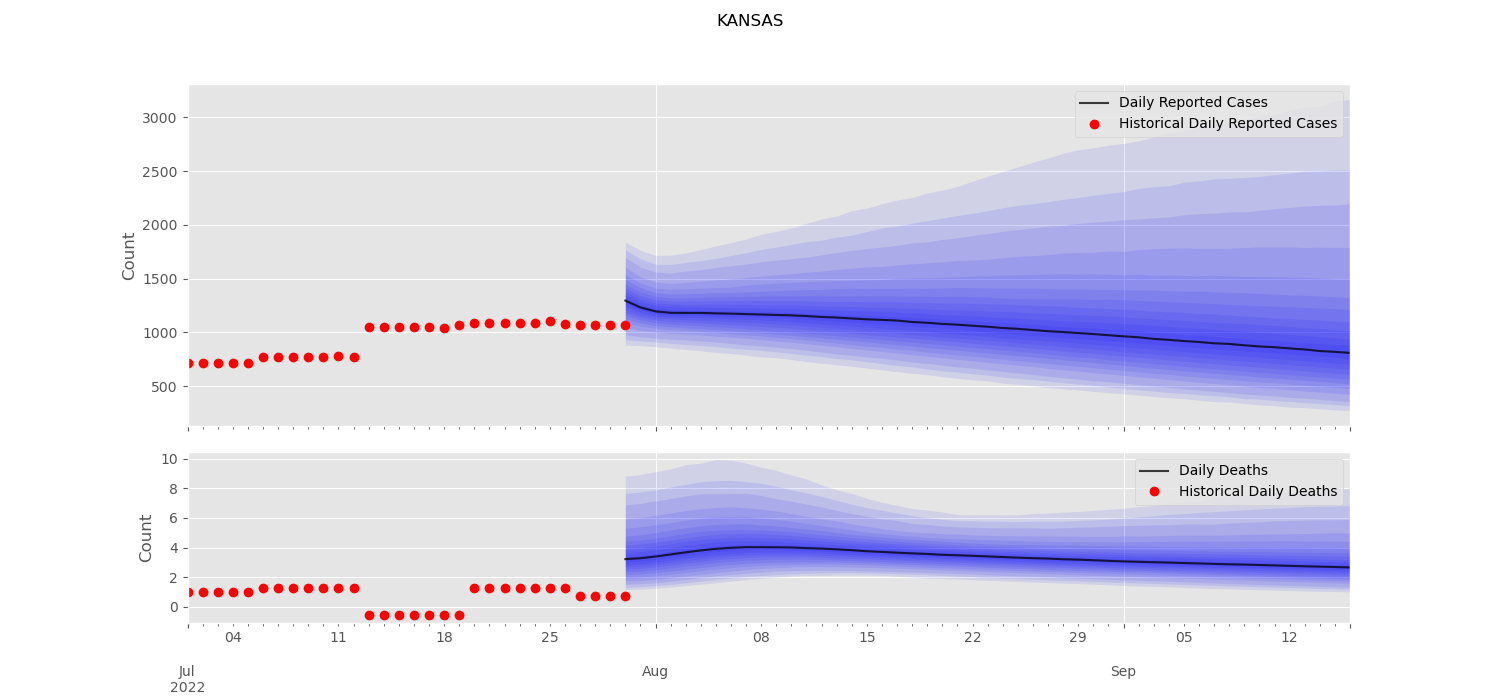 KANSAS
Daily Reported Cases
Historical Daily Reported Cases
3000
2500
2000
1500
1000
500
Count
Daily Deaths
Historical Daily Deaths
10
8
6
4
2
0
Count
04 11 18 25 08 15 22 29 05 12
Jul Aug Sep
2022